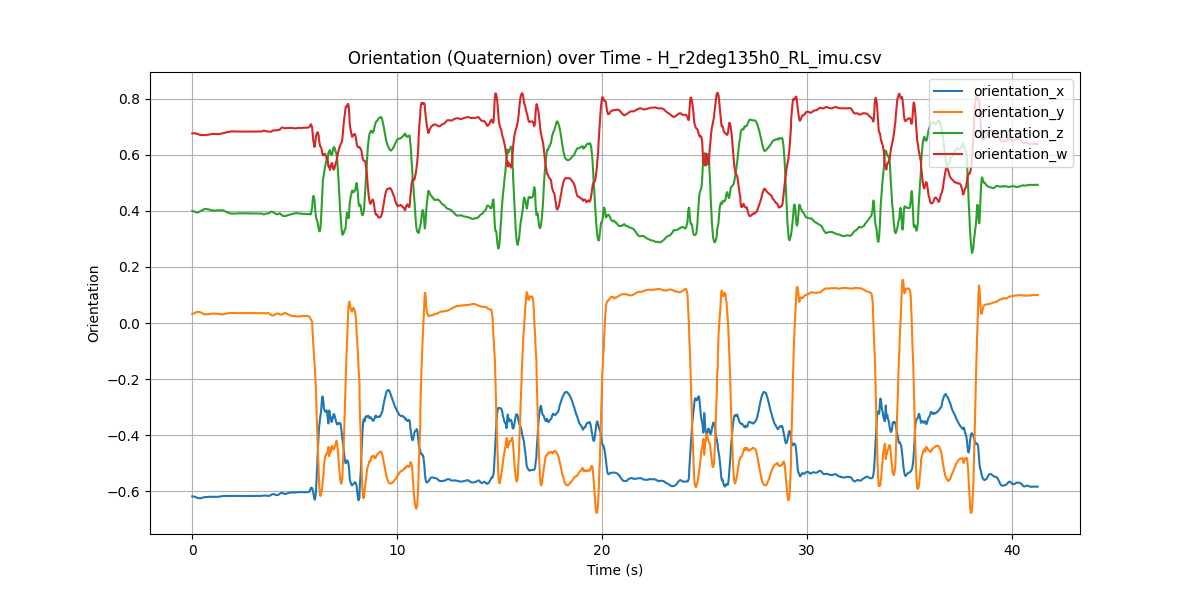 Orientation (Quaternion) over Time - H_r2deg135h0_RL_imu.csv
orientation_x
orientation_y
orientation_z
orientation_w
0.8
0.6
0.4
0.2
0.0
−0.2
−0.4
−0.6
Orientation
0 10 20 30 40
Time (s)